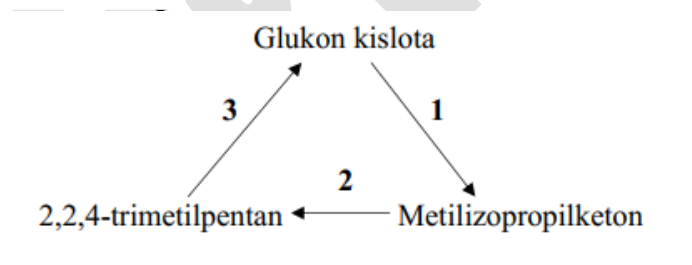 Glukon kislota
3
1
2
2,2,4-trimetilpentan
Metilizopropilketon